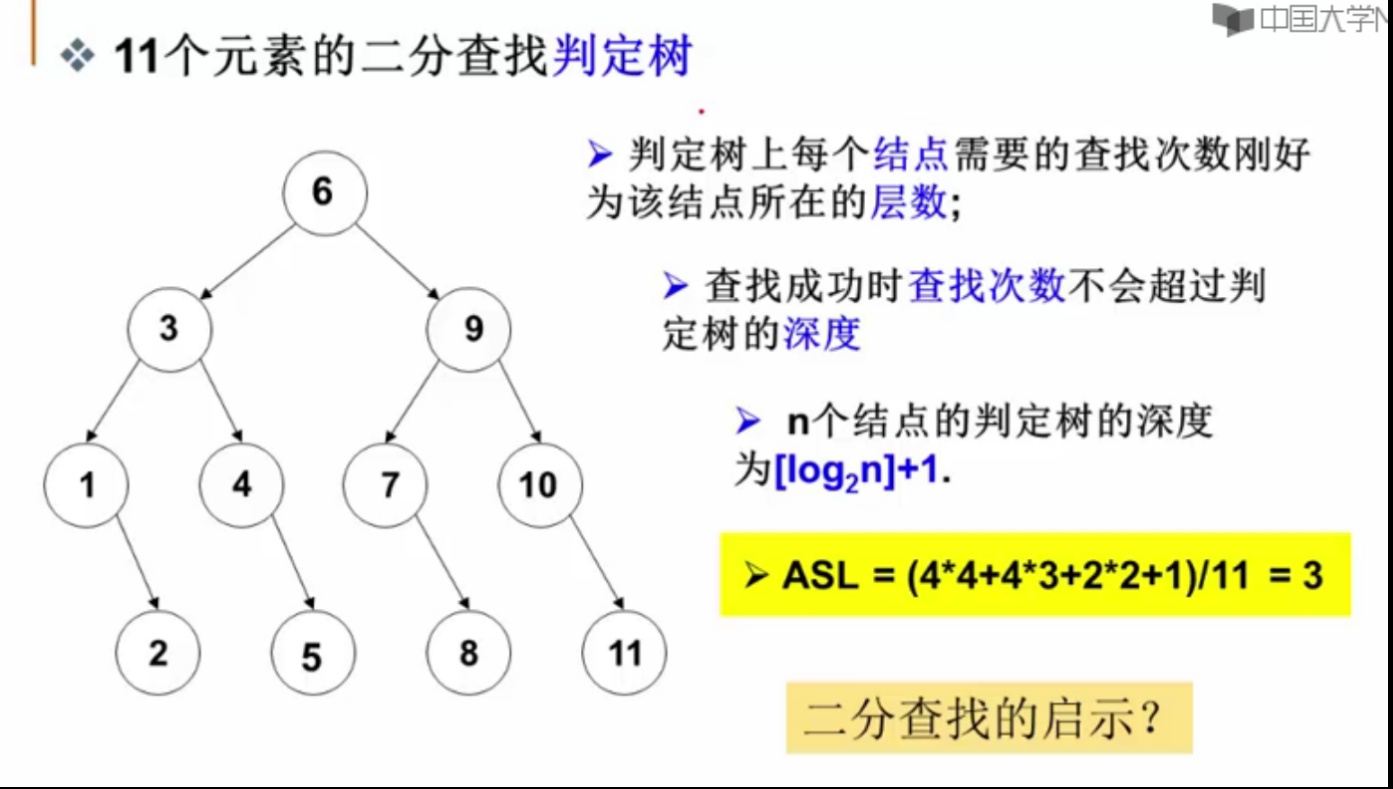 中国大学
11个元素的二分查找判定树
判定树上每个结点需要的查找次数刚好
为该结点所在的层数;
查找成功时查找次数不会超过判
定树的深度
n个结点的判定树的深度
为[log₂n]+1.
ASL = (4*4+4*3+2*2+1)/11 = 3
二分查找的启示?
6
3 9
1 4 7 10
2 5 8 11